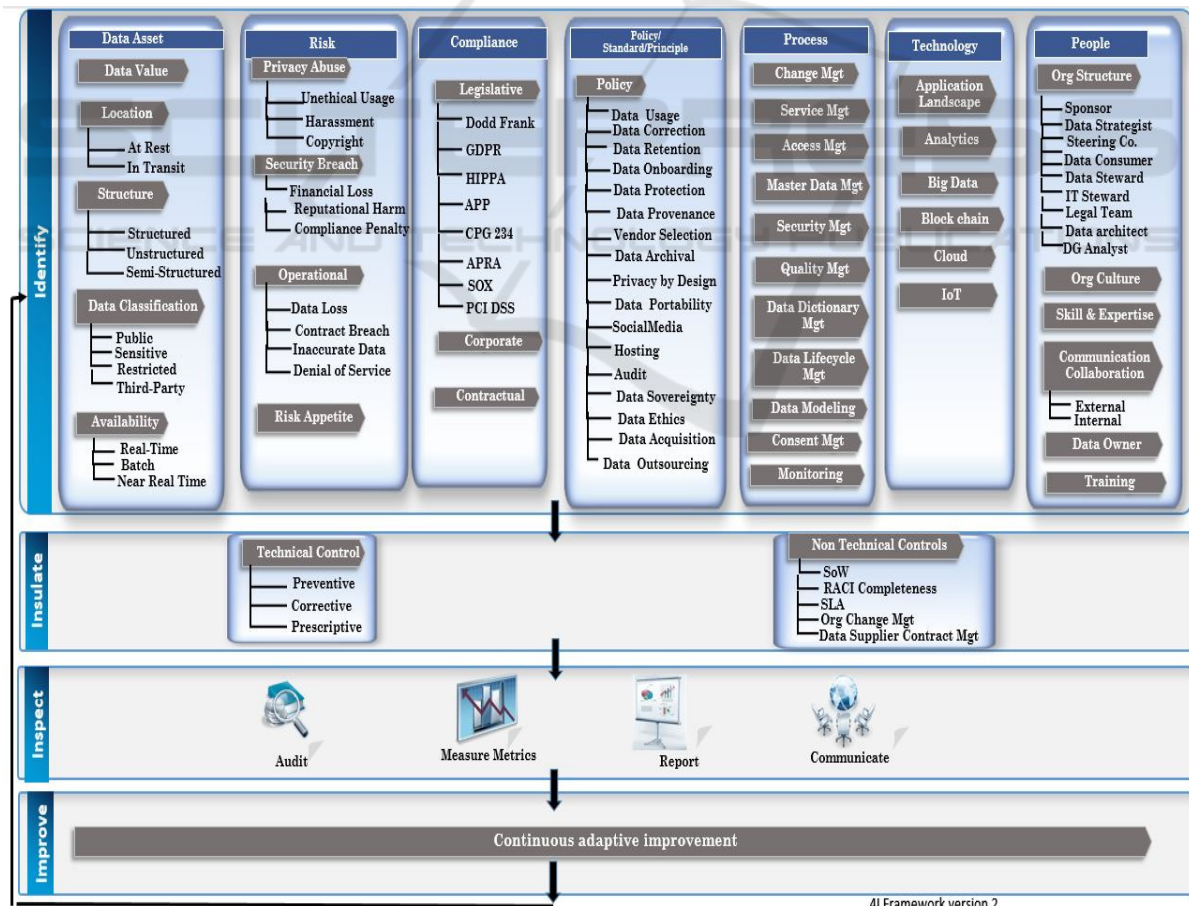 Identify
Data Asset
Data Value
Location
At Rest
In Transit
Structure
Structured
Unstructured
Semi-Structured
Data Classification
Public
Sensitive
Restricted
Third-Party
Availability
Real-Time
Batch
Near Real Time
Risk
Privacy Abuse
Unethical Usage
Harassment
Copyright
Security Breach
Financial Loss
Reputational Harm
Compliance Penalty
Operational
Data Loss
Contract Breach
Inaccurate Data
Denial of Service
Risk Appetite
Compliance
Legislative
Dodd Frank
GDPR
HIPPA
APP
CPG 234
APRA
SOX
PCI DSS
Corporate
Contractual
Policy/
Standard/Principle
Policy
Data Usage
Data Correction
Data Retention
Data Onboarding
Data Protection
Data Provenance
Vendor Selection
Data Archival
Privacy by Design
Data Portability
SocialMedia
Hosting
Audit
Data Sovereignty
Data Ethics
Data Acquisition
Data Outsourcing
Process
Change Mgt
Service Mgt
Access Mgt
Master Data Mgt
Security Mgt
Quality Mgt
Data Dictionary
Mgt
Data Lifecycle
Mgt
Data Modeling
Consent Mgt
Monitoring
Technology
Application
Landscape
Analytics
Big Data
Block chain
Cloud
IoT
People
Org Structure
Sponsor
Data Strategist
Steering Co.
Data Consumer
Data Steward
IT Steward
Legal Team
Data architect
DG Analyst
Org Culture
Skill & Expertise
Communication
Collaboration
External
Internal
Data Owner
Training
SCIENCE AND TECHNOLOGY PUBLICATIONS
Insulate
Technical Control
Preventive
Corrective
Prescriptive
Non Technical Controls
SoW
RACI Completeness
SLA
Org Change Mgt
Data Supplier Contract Mgt
Inspect
Audit
Measure Metrics
Report
Communicate
Improve
Continuous adaptive improvement
4I Framework version 2